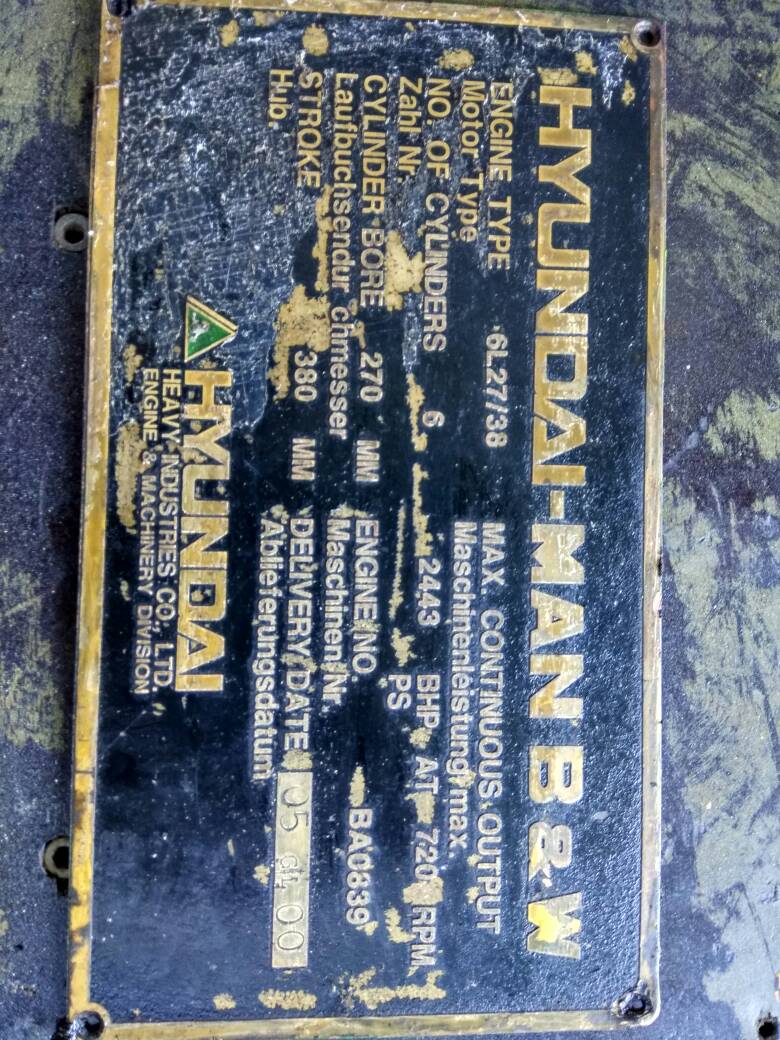 HYUNDAI-MAN B & W
ENGINE TYPE 6L27/38
Motor Type
NO. OF CYLINDERS 6
Zahl Nr.
CYLINDER BORE 270 MM
Laufbuchsendur chmesser
STROKE 380 MM
Hub.
MAX. CONTINUOUS OUTPUT
Maschinenleistung max.
2443 BHP AT 720 RPM
PS
ENGINE NO. BA0839
Maschinen Nr.
DELIVERY DATE 05 00
Ablieferungsdatum
HYUNDAI
HEAVY INDUSTRIES CO., LTD.
ENGINE & MACHINERY DIVISION